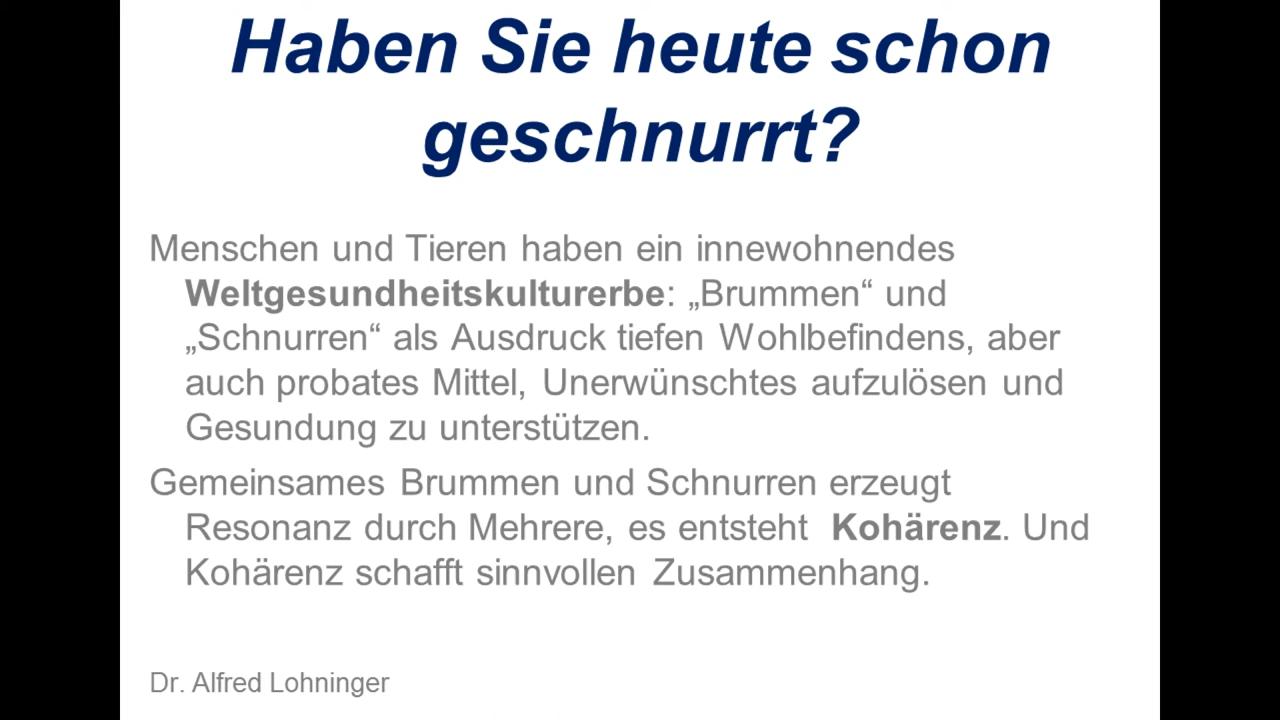 Haben Sie heute schon
geschnurrt?
Menschen und Tieren haben ein innewohnendes
Weltgesundheitskulturerbe: „Brummen“ und
„Schnurren“ als Ausdruck tiefen Wohlbefindens, aber
auch probates Mittel, Unerwünschtes aufzulösen und
Gesundung zu unterstützen.
Gemeinsames Brummen und Schnurren erzeugt
Resonanz durch Mehrere, es entsteht Kohärenz. Und
Kohärenz schafft sinnvollen Zusammenhang.
Dr. Alfred Lohninger